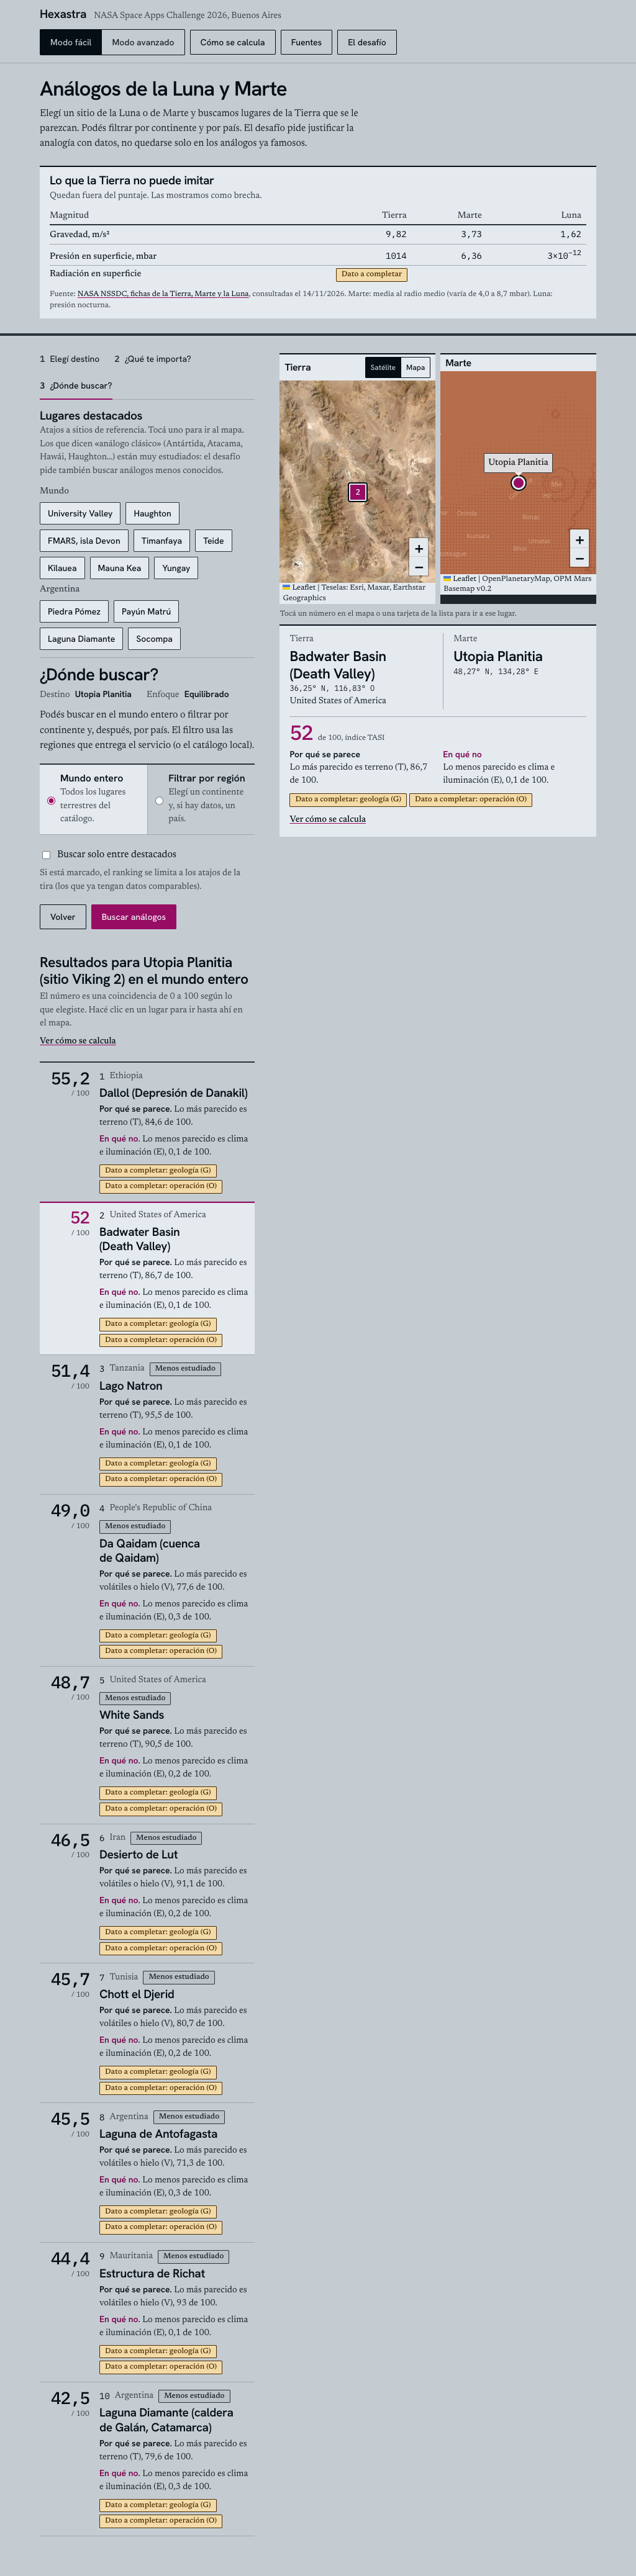 Hexastra NASA Space Apps Challenge 2026, Buenos Aires
Modo fácil Modo avanzado Cómo se calcula Fuentes El desafío
Análogos de la Luna y Marte
Elegí un sitio de la Luna o de Marte y buscamos lugares de la Tierra que se le
parezcan. Podés filtrar por continente y por país. El desafío pide justificar la
analogía con datos, no quedarse solo en los análogos ya famosos.
Lo que la Tierra no puede imitar
Quedan fuera del puntaje. Las mostramos como brecha.
Magnitud Tierra Marte Luna
Gravedad, m/s² 9,82 3,73 1,62
Presión en superficie, mbar 1014 6,36 3×10⁻¹²
Radiación en superficie Dato a completar
Fuente: NASA NSSDC, fichas de la Tierra, Marte y la Luna, consultadas el 14/11/2026. Marte: media al radio medio (varía de 4,0 a 8,7 mbar). Luna:
presión nocturna.
1 Elegí destino 2 ¿Qué te importa?
3 ¿Dónde buscar?
Lugares destacados
Atajos a sitios de referencia. Tocá uno para ir al mapa.
Los que dicen «análogo clásico» (Antártida, Atacama,
Hawái, Haughton…) están muy estudiados: el desafío
pide también buscar análogos menos conocidos.
Mundo
University Valley Haughton
FMARS, isla Devon Timanfaya Teide
Kilauea Mauna Kea Yungay
Argentina
Piedra Pómez Payún Matrú
Laguna Diamante Socompa
¿Dónde buscar?
Destino Utopia Planitia Enfoque Equilibrado
Podés buscar en el mundo entero o filtrar por
continente y, después, por país. El filtro usa las
regiones que entrega el servicio (o el catálogo local).
Mundo entero
Todos los lugares
terrestres del
catálogo.
Filtrar por región
Elegí un continente
y, si hay datos, un
país.
Buscar solo entre destacados
Si está marcado, el ranking se limita a los atajos de la
tira (los que ya tengan datos comparables).
Volver Buscar análogos
Resultados para Utopia Planitia
(sitio Viking 2) en el mundo entero
El número es una coincidencia de 0 a 100 según lo
que elegiste. Hacé clic en un lugar para ir hasta ahí en
el mapa.
Ver cómo se calcula
55,2 / 100
1 Ethiopia
Dallol (Depresión de Danakil)
Por qué se parece. Lo más parecido es
terreno (T), 84,6 de 100.
En qué no. Lo menos parecido es clima
e iluminación (E), 0,1 de 100.
Dato a completar: geología (G)
Dato a completar: operación (O)
52 / 100
2 United States of America
Badwater Basin
(Death Valley)
Por qué se parece. Lo más parecido es
terreno (T), 86,7 de 100.
En qué no. Lo menos parecido es clima
e iluminación (E), 0,1 de 100.
Dato a completar: geología (G)
Dato a completar: operación (O)
51,4 / 100
3 Tanzania Menos estudiado
Lago Natron
Por qué se parece. Lo más parecido es
terreno (T), 95,5 de 100.
En qué no. Lo menos parecido es clima
e iluminación (E), 0,1 de 100.
Dato a completar: geología (G)
Dato a completar: operación (O)
49,0 / 100
4 People's Republic of China
Menos estudiado
Da Qaidam (cuenca
de Qaidam)
Por qué se parece. Lo más parecido es
volátiles o hielo (V), 77,6 de 100.
En qué no. Lo menos parecido es clima
e iluminación (E), 0,3 de 100.
Dato a completar: geología (G)
Dato a completar: operación (O)
48,7 / 100
5 United States of America
Menos estudiado
White Sands
Por qué se parece. Lo más parecido es
terreno (T), 90,5 de 100.
En qué no. Lo menos parecido es clima
e iluminación (E), 0,2 de 100.
Dato a completar: geología (G)
Dato a completar: operación (O)
46,5 / 100
6 Iran Menos estudiado
Desierto de Lut
Por qué se parece. Lo más parecido es
volátiles o hielo (V), 91,1 de 100.
En qué no. Lo menos parecido es clima
e iluminación (E), 0,2 de 100.
Dato a completar: geología (G)
Dato a completar: operación (O)
45,7 / 100
7 Tunisia Menos estudiado
Chott el Djerid
Por qué se parece. Lo más parecido es
volátiles o hielo (V), 80,7 de 100.
En qué no. Lo menos parecido es clima
e iluminación (E), 0,2 de 100.
Dato a completar: geología (G)
Dato a completar: operación (O)
45,5 / 100
8 Argentina Menos estudiado
Laguna de Antofagasta
Por qué se parece. Lo más parecido es
volátiles o hielo (V), 71,3 de 100.
En qué no. Lo menos parecido es clima
e iluminación (E), 0,3 de 100.
Dato a completar: geología (G)
Dato a completar: operación (O)
44,4 / 100
9 Mauritania Menos estudiado
Estructura de Richat
Por qué se parece. Lo más parecido es
volátiles o hielo (V), 93 de 100.
En qué no. Lo menos parecido es clima
e iluminación (E), 0,1 de 100.
Dato a completar: geología (G)
Dato a completar: operación (O)
42,5 / 100
10 Argentina Menos estudiado
Laguna Diamante (caldera
de Galán, Catamarca)
Por qué se parece. Lo más parecido es
terreno (T), 79,6 de 100.
En qué no. Lo menos parecido es clima
e iluminación (E), 0,3 de 100.
Dato a completar: geología (G)
Dato a completar: operación (O)
Tierra Satélite Mapa
2
+
−
Leaflet | Teselas: Esri, Maxar, Earthstar
Geographics
Marte
Utopia Planitia
+
−
Leaflet | OpenPlanetaryMap, OPM Mars
Basemap v0.2
Tocá un número en el mapa o una tarjeta de la lista para ir a ese lugar.
Tierra
Badwater Basin
(Death Valley)
36,25° N, 116,83° O
United States of America
Marte
Utopia Planitia
48,27° N, 134,28° E
52 de 100, índice TASI
Por qué se parece
Lo más parecido es terreno (T), 86,7
de 100.
En qué no
Lo menos parecido es clima e
iluminación (E), 0,1 de 100.
Dato a completar: geología (G) Dato a completar: operación (O)
Ver cómo se calcula